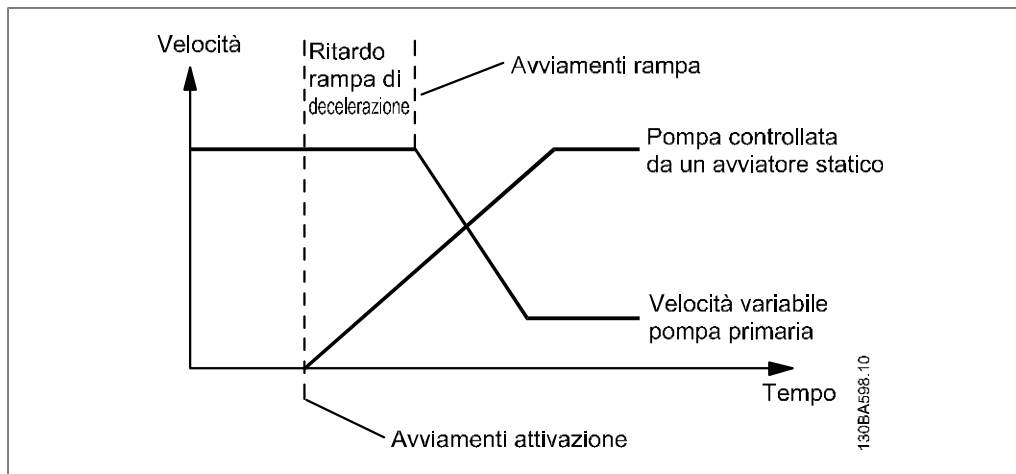 Velocità
Ritardo
rampa di
decelerazione
Avviamenti rampa
Pompa controllata
da un avviatore statico
Velocità variabile
pompa primaria
Tempo
Avviamenti attivazione
130BA598.10